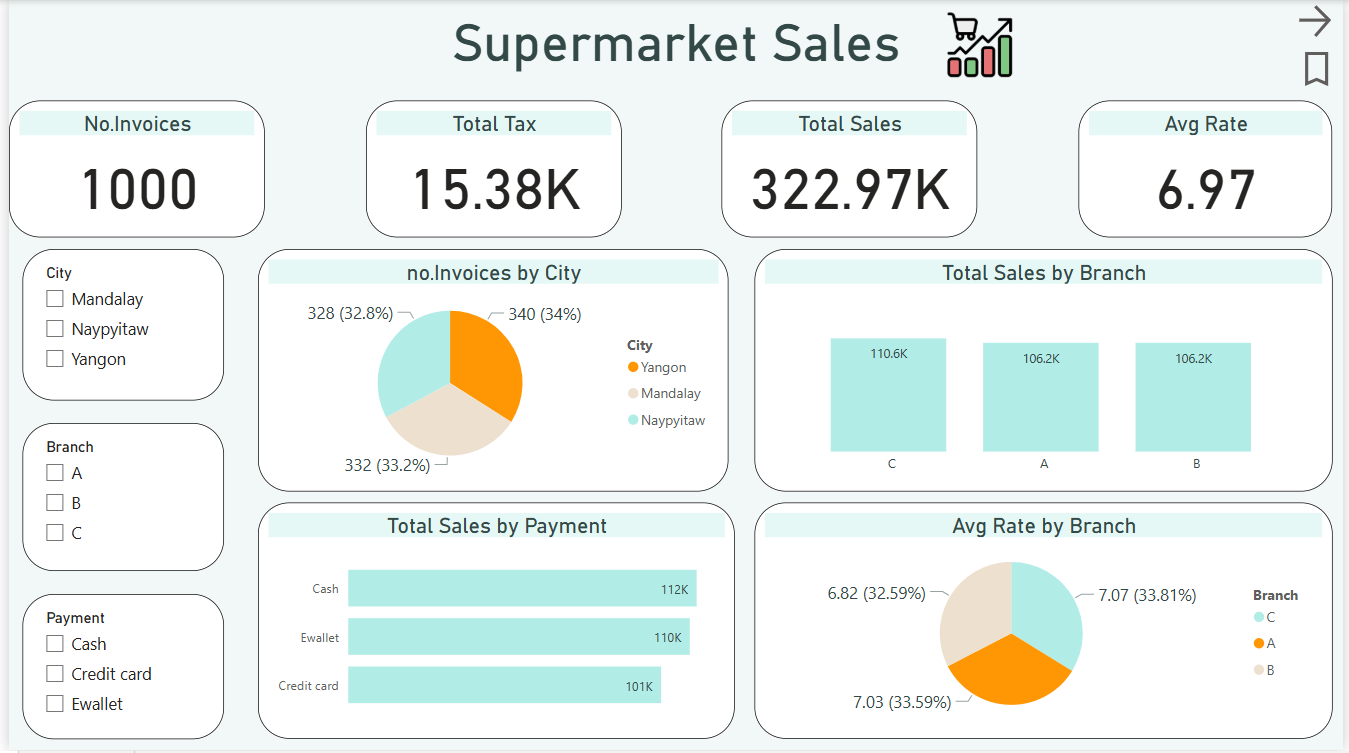 Supermarket Sales
No.Invoices
1000
Total Tax
15.38K
Total Sales
322.97K
Avg Rate
6.97
City
Mandalay
Naypyitaw
Yangon
Branch
A
B
C
Payment
Cash
Credit card
Ewallet
no.Invoices by City
328 (32.8%)
340 (34%)
332 (33.2%)
City
Yangon
Mandalay
Naypyitaw
Total Sales by Branch
110.6K
106.2K
106.2K
C
A
B
Total Sales by Payment
Cash
112K
Ewallet
110K
Credit card
101K
Avg Rate by Branch
6.82 (32.59%)
7.07 (33.81%)
7.03 (33.59%)
Branch
C
A
B